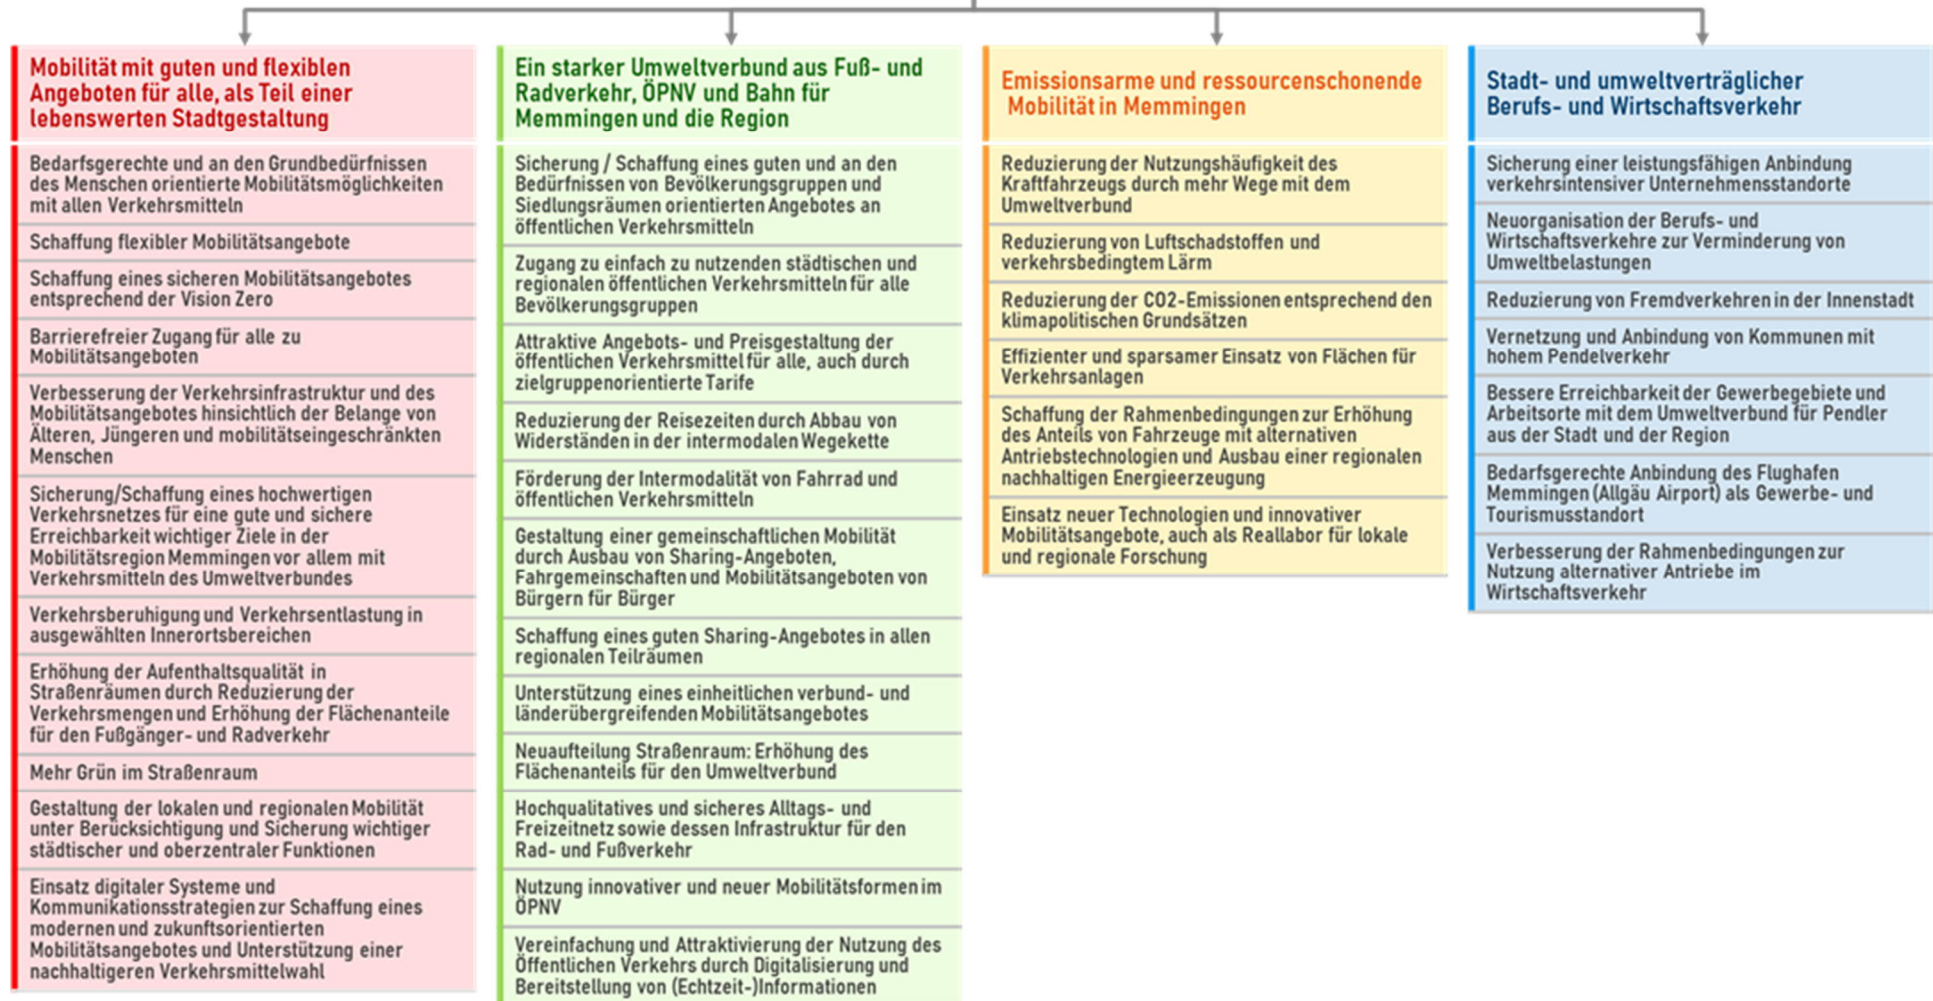 Mobilität mit guten und flexiblen
Angeboten für alle, als Teil einer
lebenswerten Stadtgestaltung
Bedarfsgerechte und an den Grundbedürfnissen
des Menschen orientierte Mobilitätsmöglichkeiten
mit allen Verkehrsmitteln
Schaffung flexibler Mobilitätsangebote
Schaffung eines sicheren Mobilitätsangebotes
entsprechend der Vision Zero
Barrierefreier Zugang für alle zu
Mobilitätsangeboten
Verbesserung der Verkehrsinfrastruktur und des
Mobilitätsangebotes hinsichtlich der Belange von
Älteren, Jüngeren und mobilitätseingeschränkten
Menschen
Sicherung/Schaffung eines hochwertigen
Verkehrsnetzes für eine gute und sichere
Erreichbarkeit wichtiger Ziele in der
Mobilitätsregion Memmingen vor allem mit
Verkehrsmitteln des Umweltverbundes
Verkehrsberuhigung und Verkehrsentlastung in
ausgewählten Innerortsbereichen
Erhöhung der Aufenthaltsqualität in
Straßenräumen durch Reduzierung der
Verkehrsmengen und Erhöhung der Flächenanteile
für den Fußgänger- und Radverkehr
Mehr Grün im Straßenraum
Gestaltung der lokalen und regionalen Mobilität
unter Berücksichtigung und Sicherung wichtiger
städtischer und oberzentraler Funktionen
Einsatz digitaler Systeme und
Kommunikationsstrategien zur Schaffung eines
modernen und zukunftsorientierten
Mobilitätsangebotes und Unterstützung einer
nachhaltigeren Verkehrsmittelwahl
Ein starker Umweltverbund aus Fuß- und
Radverkehr, ÖPNV und Bahn für
Memmingen und die Region
Sicherung / Schaffung eines guten und an den
Bedürfnissen von Bevölkerungsgruppen und
Siedlungsräumen orientierten Angebotes an
öffentlichen Verkehrsmitteln
Zugang zu einfach zu nutzenden städtischen und
regionalen öffentlichen Verkehrsmitteln für alle
Bevölkerungsgruppen
Attraktive Angebots- und Preisgestaltung der
öffentlichen Verkehrsmittel für alle, auch durch
zielgruppenorientierte Tarife
Reduzierung der Reisezeiten durch Abbau von
Widerständen in der intermodalen Wegekette
Förderung der Intermodalität von Fahrrad und
öffentlichen Verkehrsmitteln
Gestaltung einer gemeinschaftlichen Mobilität
durch Ausbau von Sharing-Angeboten,
Fahrgemeinschaften und Mobilitätsangeboten von
Bürgern für Bürger
Schaffung eines guten Sharing-Angebotes in allen
regionalen Teilräumen
Unterstützung eines einheitlichen verbund- und
länderübergreifenden Mobilitätsangebotes
Neuaufteilung Straßenraum: Erhöhung des
Flächenanteils für den Umweltverbund
Hochqualitatives und sicheres Alltags- und
Freizeitnetz sowie dessen Infrastruktur für den
Rad- und Fußverkehr
Nutzung innovativer und neuer Mobilitätsformen im
ÖPNV
Vereinfachung und Attraktivierung der Nutzung des
Öffentlichen Verkehrs durch Digitalisierung und
Bereitstellung von (Echtzeit-)Informationen
Emissionsarme und ressourcenschonende
Mobilität in Memmingen
Reduzierung der Nutzungshäufigkeit des
Kraftfahrzeugs durch mehr Wege mit dem
Umweltverbund
Reduzierung von Luftschadstoffen und
verkehrsbedingtem Lärm
Reduzierung der CO2-Emissionen entsprechend den
klimapolitischen Grundsätzen
Effizienter und sparsamer Einsatz von Flächen für
Verkehrsanlagen
Schaffung der Rahmenbedingungen zur Erhöhung
des Anteils von Fahrzeuge mit alternativen
Antriebstechnologien und Ausbau einer regionalen
nachhaltigen Energieerzeugung
Einsatz neuer Technologien und innovativer
Mobilitätsangebote, auch als Reallabor für lokale
und regionale Forschung
Stadt- und umweltverträglicher
Berufs- und Wirtschaftsverkehr
Sicherung einer leistungsfähigen Anbindung
verkehrsintensiver Unternehmensstandorte
Neuorganisation der Berufs- und
Wirtschaftsverkehre zur Verminderung von
Umweltbelastungen
Reduzierung von Fremdverkehren in der Innenstadt
Vernetzung und Anbindung von Kommunen mit
hohem Pendelverkehr
Bessere Erreichbarkeit der Gewerbegebiete und
Arbeitsorte mit dem Umweltverbund für Pendler
aus der Stadt und der Region
Bedarfsgerechte Anbindung des Flughafen
Memmingen (Allgäu Airport) als Gewerbe- und
Tourismusstandort
Verbesserung der Rahmenbedingungen zur
Nutzung alternativer Antriebe im
Wirtschaftsverkehr